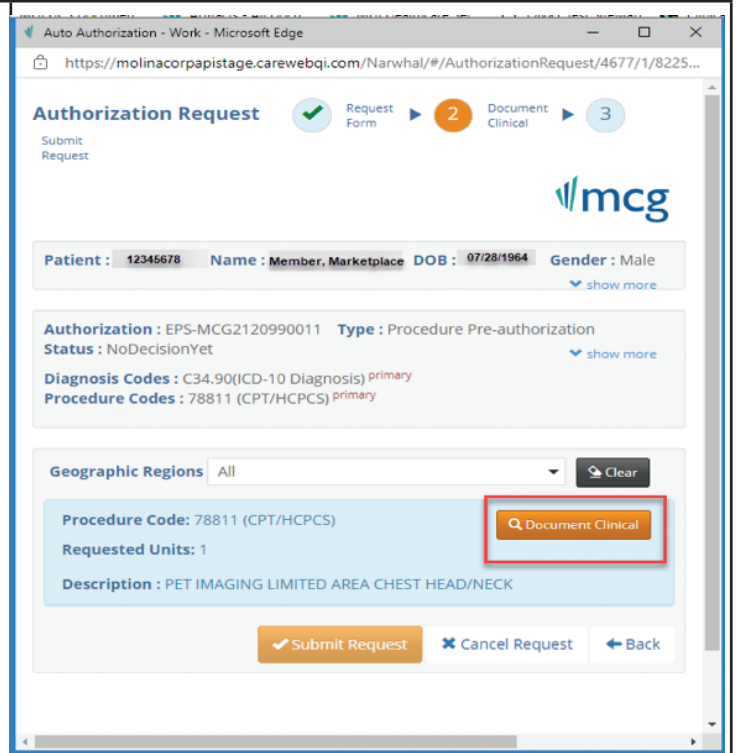 Auto Authorization - Work - Microsoft Edge
https://molinacorpapistage.carewebqi.com/Narwhal/#/AuthorizationRequest/4677/1/8225...
Authorization Request Request Form 2 Document Clinical 3
Submit
Request
mcg
Patient : 12345678 Name : Member, Marketplace DOB : 07/28/1964 Gender : Male
show more
Authorization : EPS-MCG2120990011 Type : Procedure Pre-authorization
Status : NoDecisionYet show more
Diagnosis Codes : C34.90(ICD-10 Diagnosis) primary
Procedure Codes : 78811 (CPT/HCPCS) primary
Geographic Regions All Clear
Procedure Code: 78811 (CPT/HCPCS) Document Clinical
Requested Units: 1
Description : PET IMAGING LIMITED AREA CHEST HEAD/NECK
Submit Request Cancel Request Back